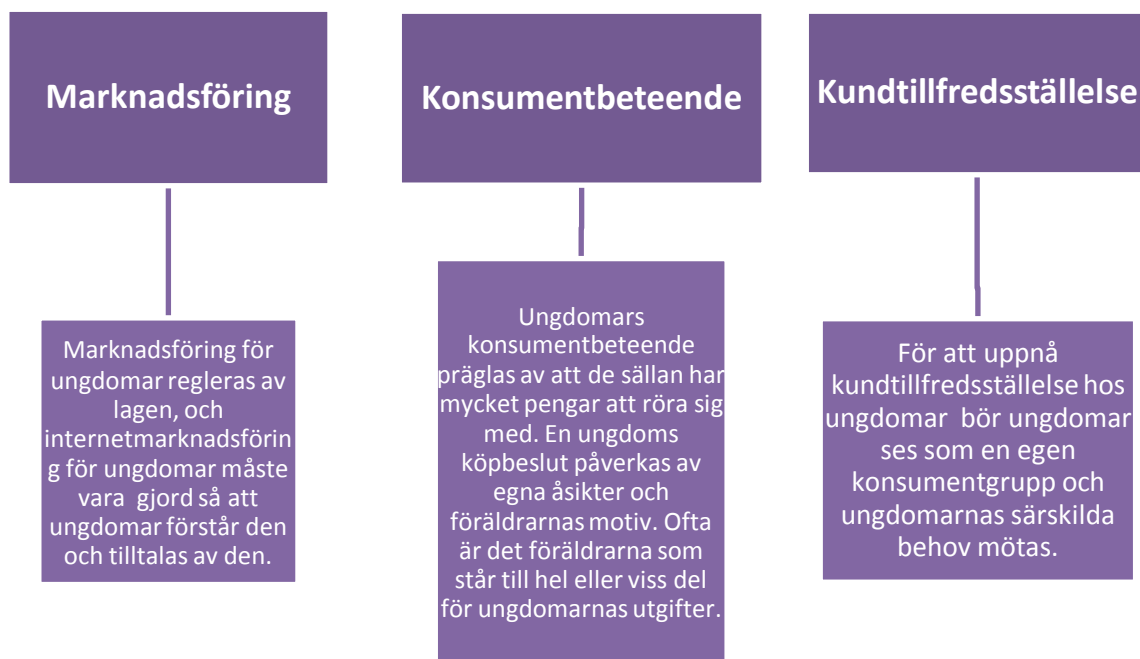 Marknadsföring
Marknadsföring för
ungdomar regleras av
lagen, och
internetmarknadsförin
g för ungdomar måste
vara gjord så att
ungdomar förstår den
och tilltalas av den.
Konsumentbeteende
Ungdomars
konsumentbeteende
präglas av att de sällan har
mycket pengar att röra sig
med. En ungdoms
köpbeslut påverkas av
egna åsikter och
föräldrarnas motiv. Ofta
är det föräldrarna som
står till hel eller viss del
för ungdomarnas utgifter.
Kundtillfredsställelse
För att uppnå
kundtillfredsställelse hos
ungdomar bör ungdomar
ses som en egen
konsumentgrupp och
ungdomarnas särskilda
behov mötas.